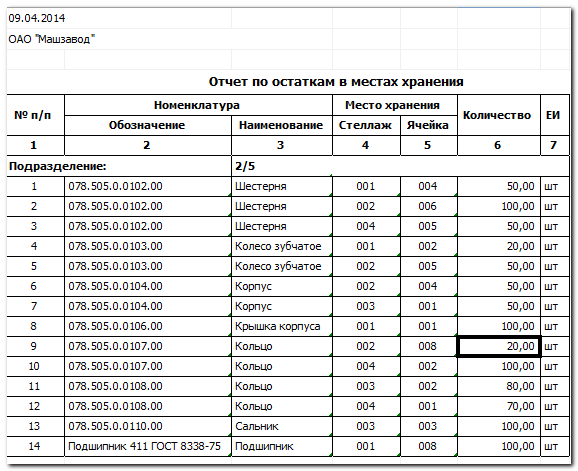 09.04.2014
ОАО "Машзавод"
Отчет по остаткам в местах хранения
№ п/п Номенклатура Место хранения Количество ЕИ
Обозначение Наименование Стеллаж Ячейка
1 2 3 4 5 6 7
Подразделение: 2/5
1 078.505.0.0102.00 Шестерня 001 004 50,00 шт
2 078.505.0.0102.00 Шестерня 002 006 100,00 шт
3 078.505.0.0102.00 Шестерня 004 005 50,00 шт
4 078.505.0.0103.00 Колесо зубчатое 001 002 20,00 шт
5 078.505.0.0103.00 Колесо зубчатое 002 005 50,00 шт
6 078.505.0.0104.00 Корпус 002 004 50,00 шт
7 078.505.0.0104.00 Корпус 003 001 50,00 шт
8 078.505.0.0106.00 Крышка корпуса 001 001 100,00 шт
9 078.505.0.0107.00 Кольцо 002 008 20,00 шт
10 078.505.0.0107.00 Кольцо 004 002 100,00 шт
11 078.505.0.0108.00 Кольцо 003 002 80,00 шт
12 078.505.0.0108.00 Кольцо 004 001 70,00 шт
13 078.505.0.0110.00 Сальник 003 003 100,00 шт
14 Подшипник 411 ГОСТ 8338-75 Подшипник 001 008 100,00 шт